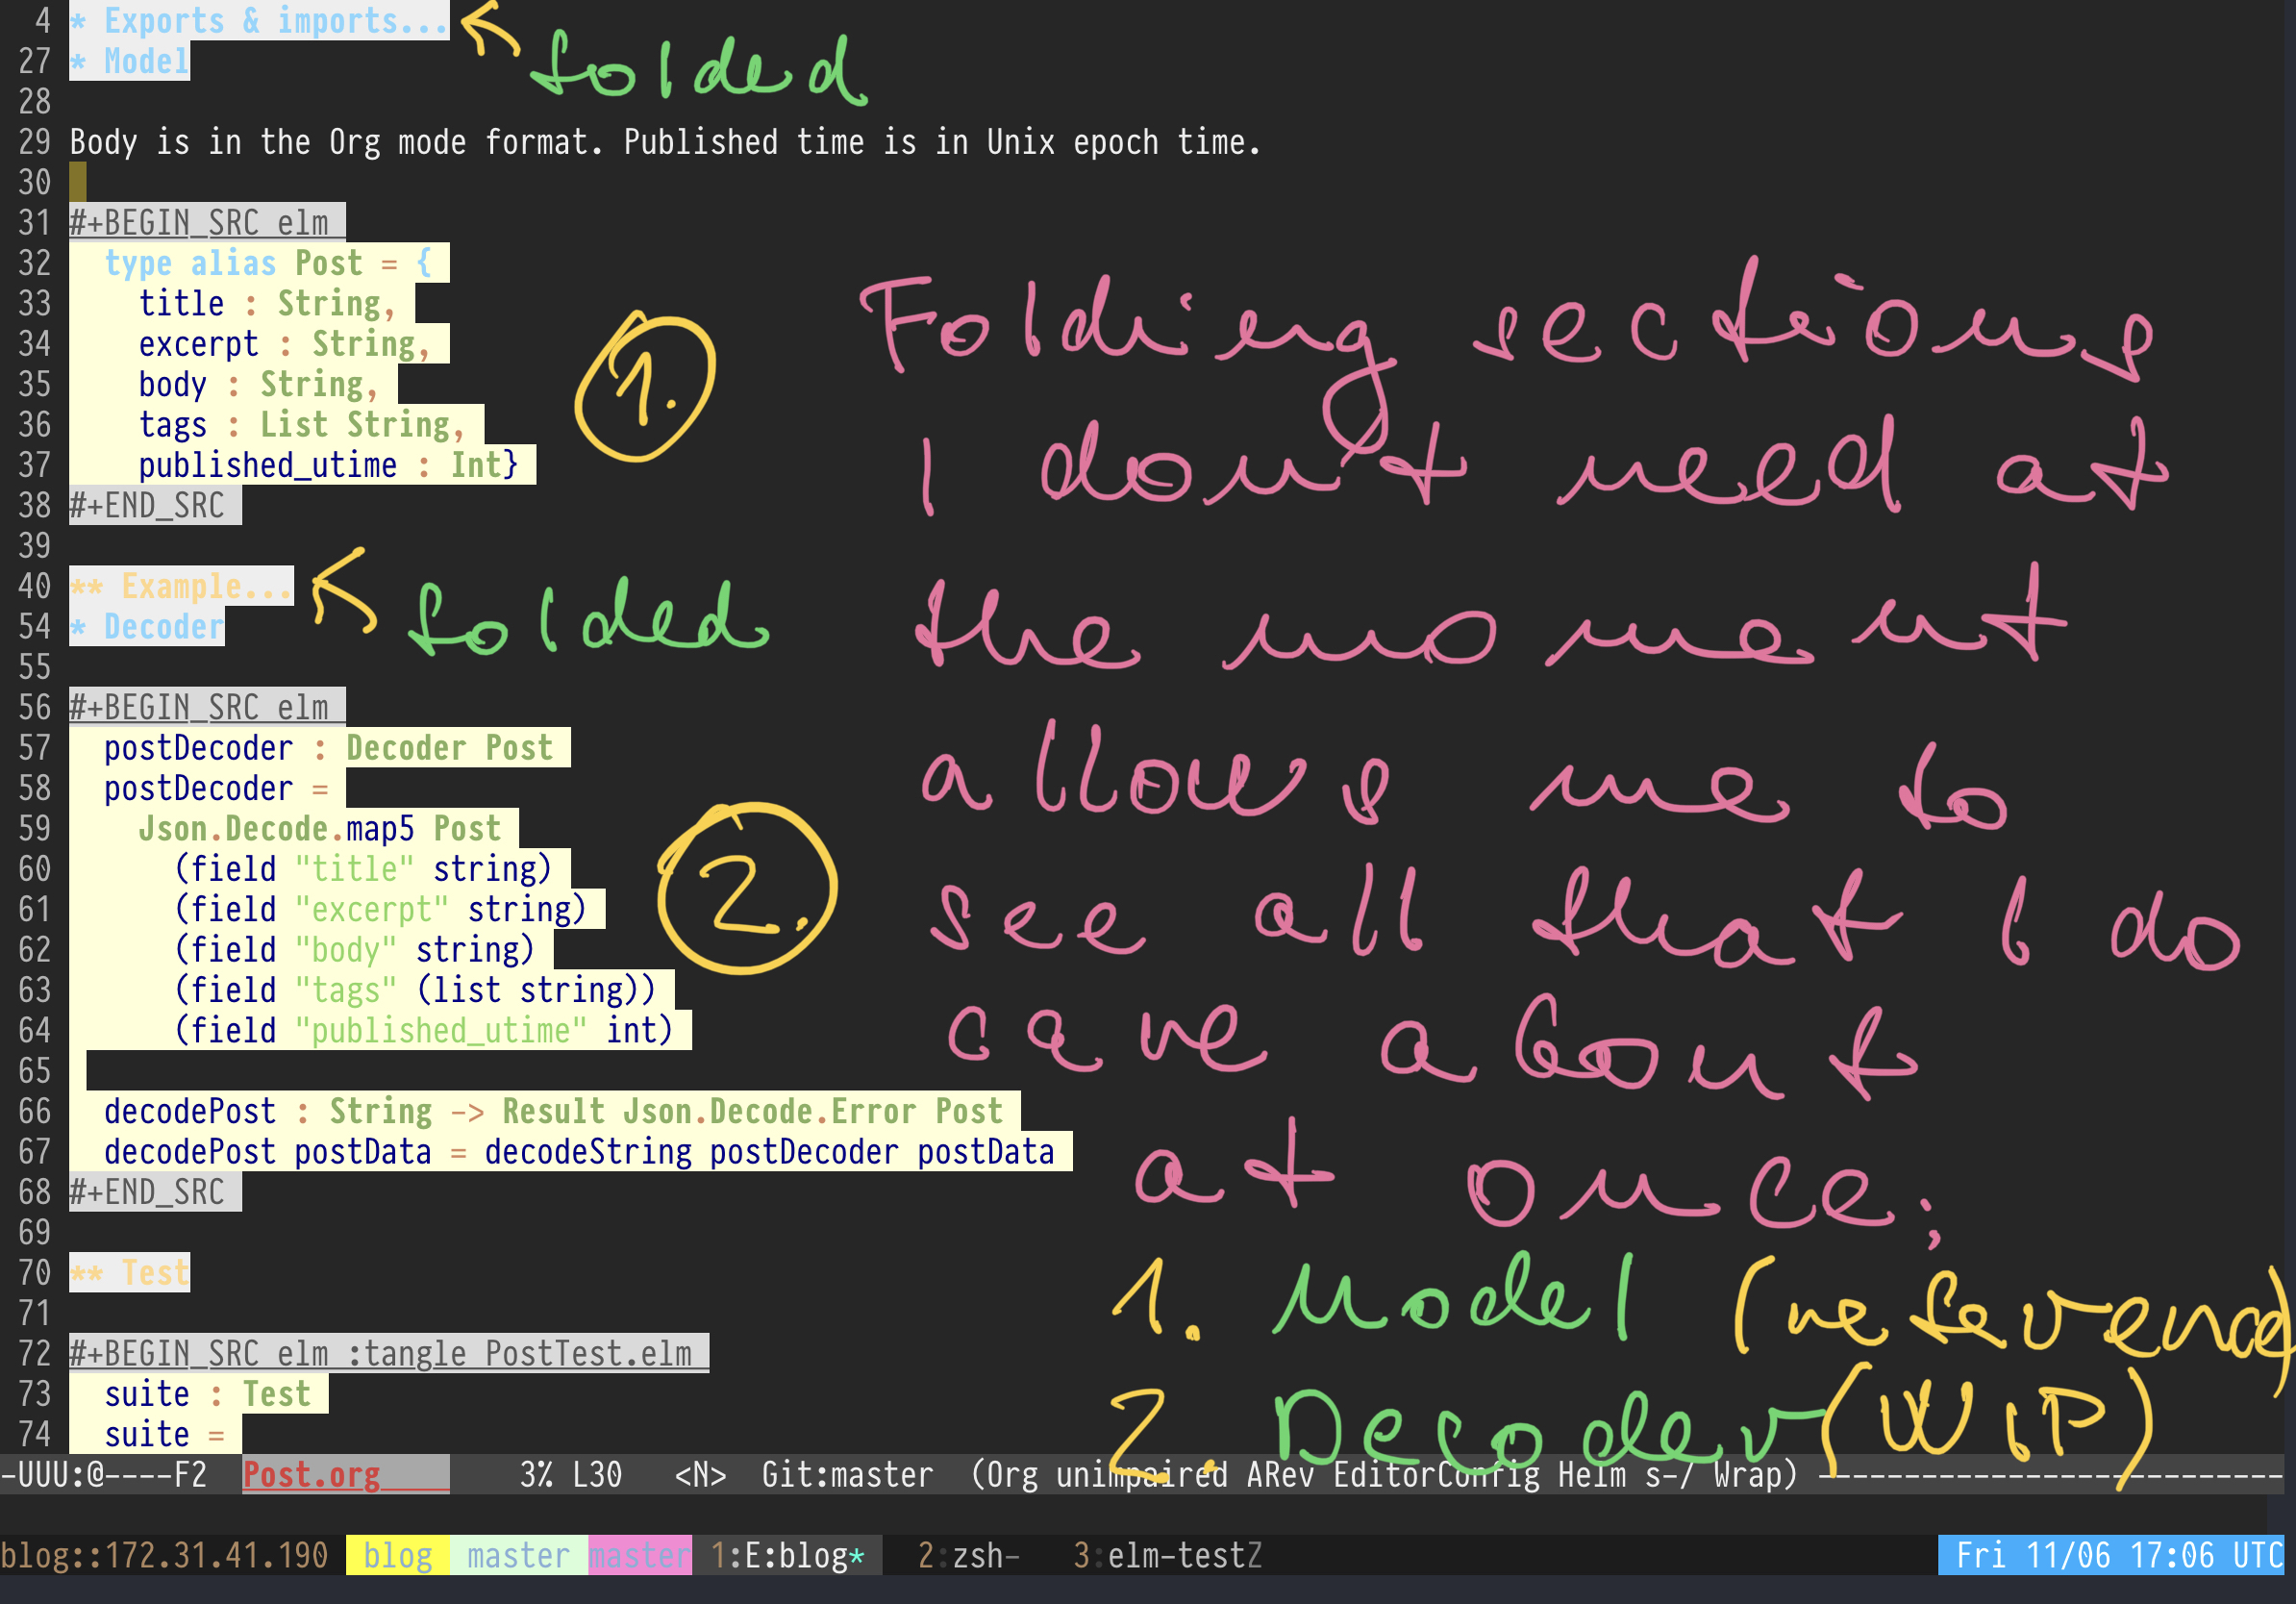 4 * Exports & imports...
folded
27 * Model
28
29 Body is in the Org mode format. Published time is in Unix epoch time.
30
31 #+BEGIN_SRC elm
32 type alias Post = {
33 title : String,
34 excerpt : String,
35 body : String,
36 tags : List String,
37 published_utime : Int}
38 #+END_SRC
39
1.
40 ** Example...
folded
54 * Decoder
55
56 #+BEGIN_SRC elm
57 postDecoder : Decoder Post
58 postDecoder =
59 Json.Decode.map5 Post
60 (field "title" string)
61 (field "excerpt" string)
62 (field "body" string)
63 (field "tags" (list string))
64 (field "published_utime" int)
65
2.
66 decodePost : String -> Result Json.Decode.Error Post
67 decodePost postData = decodeString postDecoder postData
68 #+END_SRC
69
70 ** Test
71
72 #+BEGIN_SRC elm :tangle PostTest.elm
73 suite : Test
74 suite =
Folding sections
I don't need at
the moment
allows me to
see all that I do
care about
at once:
1. Model (reference)
2. Decoder (WIP)
-UUU:@----F2 Post.org 3% L30 <N> Git:master (Org unimpaired ARev EditorConfig Helm s-/ Wrap) ---------------------------
blog::172.31.41.190 blog master master 1:E:blog* 2:zsh- 3:elm-testZ Fri 11/06 17:06 UTC